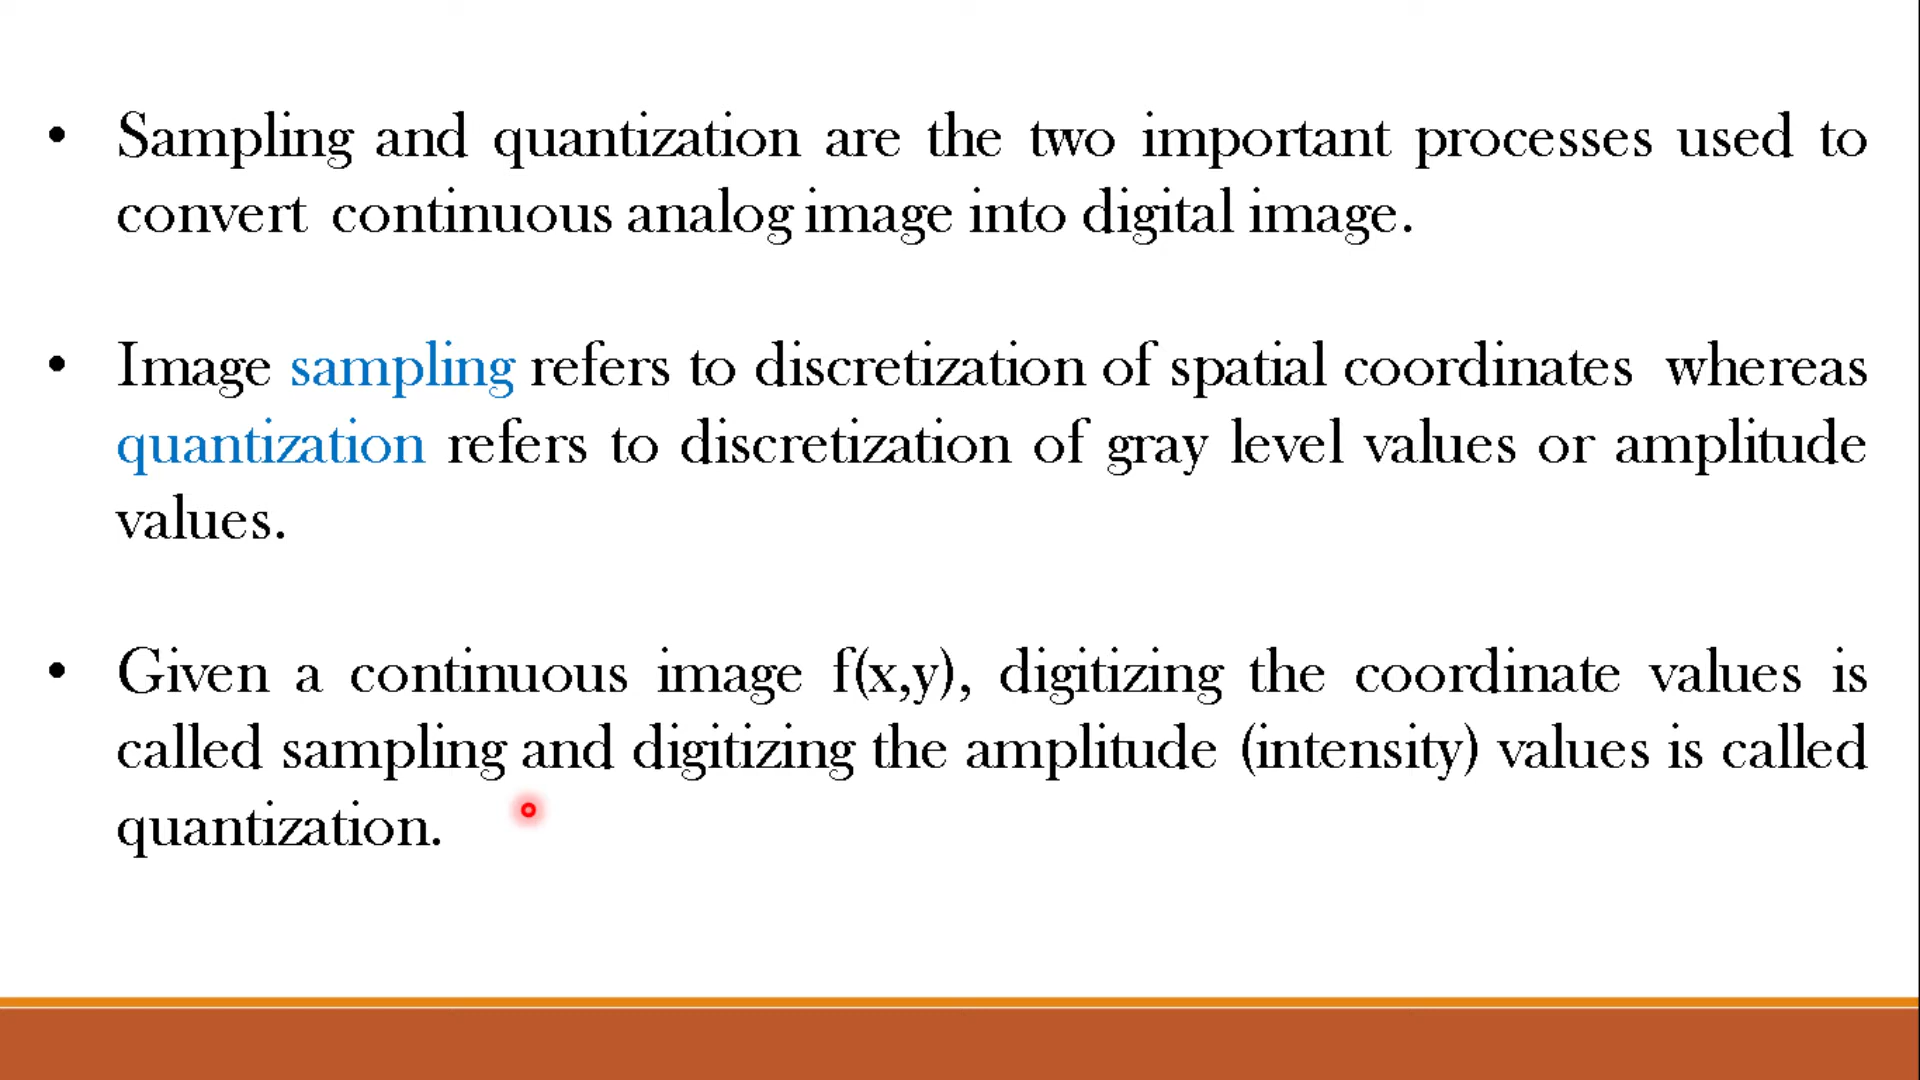 • Sampling and quantization are the two important processes used to
convert continuous analog image into digital image.
• Image sampling refers to discretization of spatial coordinates whereas
quantization refers to discretization of gray level values or amplitude
values.
• Given a continuous image f(x,y), digitizing the coordinate values is
called sampling and digitizing the amplitude (intensity) values is called
quantization.